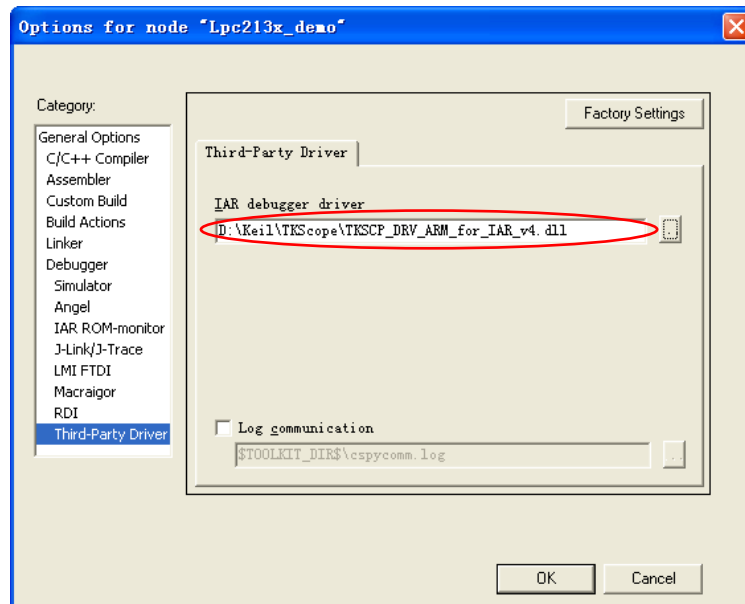 Options for node "Lpc213x_demo"
Category:
Factory Settings
General Options
C/C++ Compiler
Assembler
Custom Build
Build Actions
Linker
Debugger
Simulator
Angel
IAR ROM-monitor
J-Link/J-Trace
LMI FTDI
Macraigor
RDI
Third-Party Driver
Third-Party Driver
IAR debugger driver
D:\Keil\TKScope\TKSCP_DRV_ARM_for_IAR_v4.dll
Log communication
$TOOLKIT_DIR$\cspycomm.log
OK
Cancel